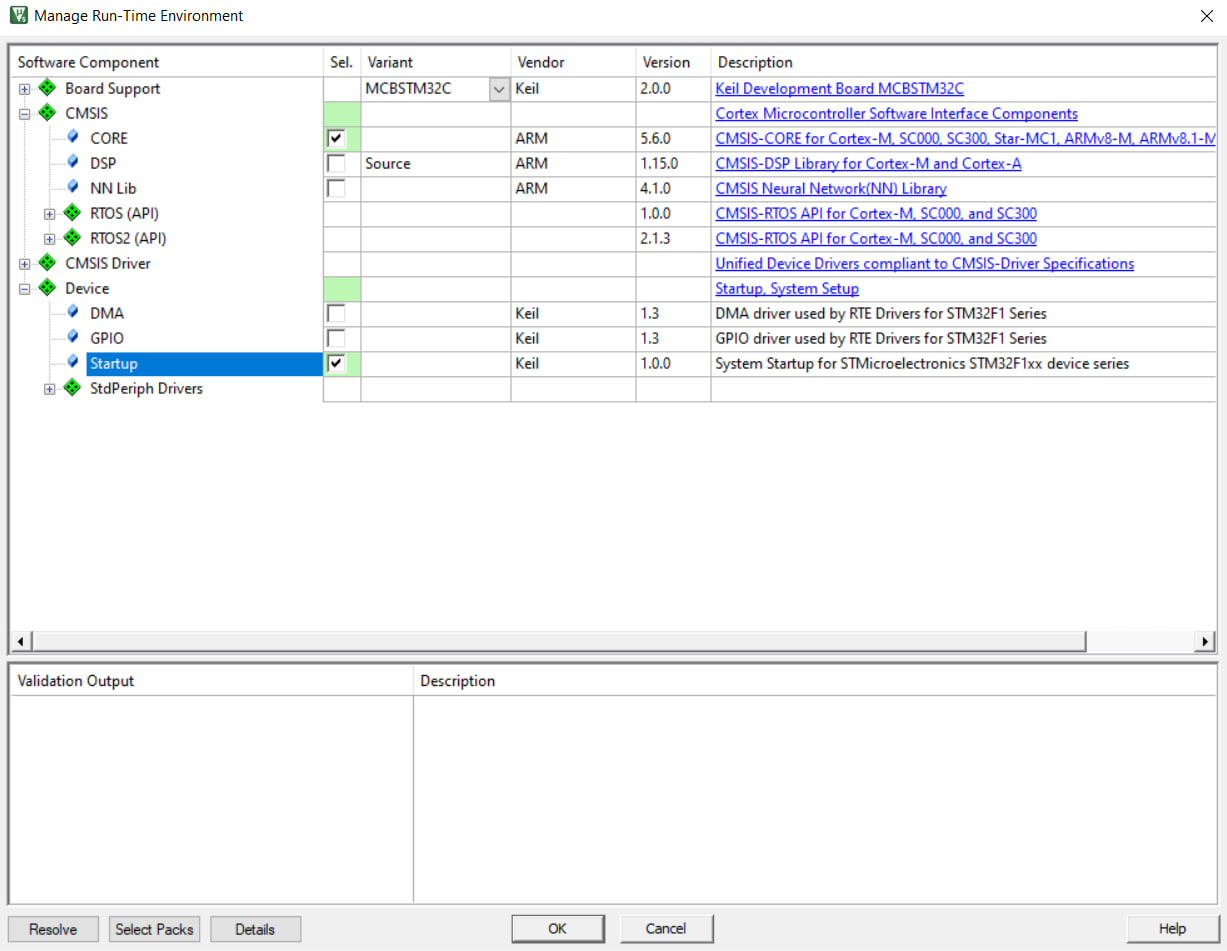 Manage Run-Time Environment
Software Component Sel. Variant Vendor Version Description
Board Support MCBSTM32C Keil 2.0.0 Keil Development Board MCBSTM32C
CMSIS Cortex Microcontroller Software Interface Components
CORE ARM 5.6.0 CMSIS-CORE for Cortex-M, SC000, SC300, Star-MC1, ARMv8-M, ARMv8.1-M
DSP Source ARM 1.15.0 CMSIS-DSP Library for Cortex-M and Cortex-A
NN Lib ARM 4.1.0 CMSIS Neural Network(NN) Library
RTOS (API) 1.0.0 CMSIS-RTOS API for Cortex-M, SC000, and SC300
RTOS2 (API) 2.1.3 CMSIS-RTOS API for Cortex-M, SC000, and SC300
CMSIS Driver Unified Device Drivers compliant to CMSIS-Driver Specifications
Device Startup, System Setup
DMA Keil 1.3 DMA driver used by RTE Drivers for STM32F1 Series
GPIO Keil 1.3 GPIO driver used by RTE Drivers for STM32F1 Series
Startup Keil 1.0.0 System Startup for STMicroelectronics STM32F1xx device series
StdPeriph Drivers
Validation Output Description
Resolve Select Packs Details OK Cancel Help